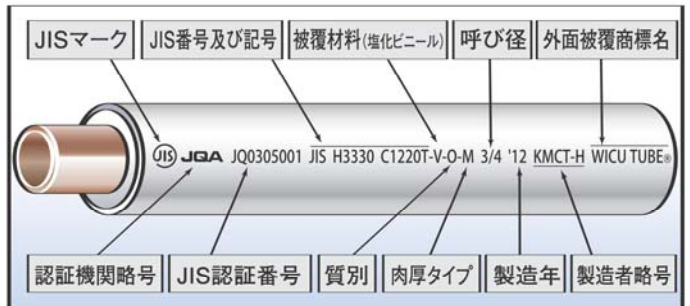 JISマーク JIS番号及び記号 被覆材料(塩化ビニール) 呼び径 外面被覆商標名
JIS JQA JQ0305001 JIS H3330 C1220T-V-O-M 3/4 '12 KMCT-H WICU TUBE®
認証機関略号 JIS認証番号 質別 肉厚タイプ 製造年 製造者略号